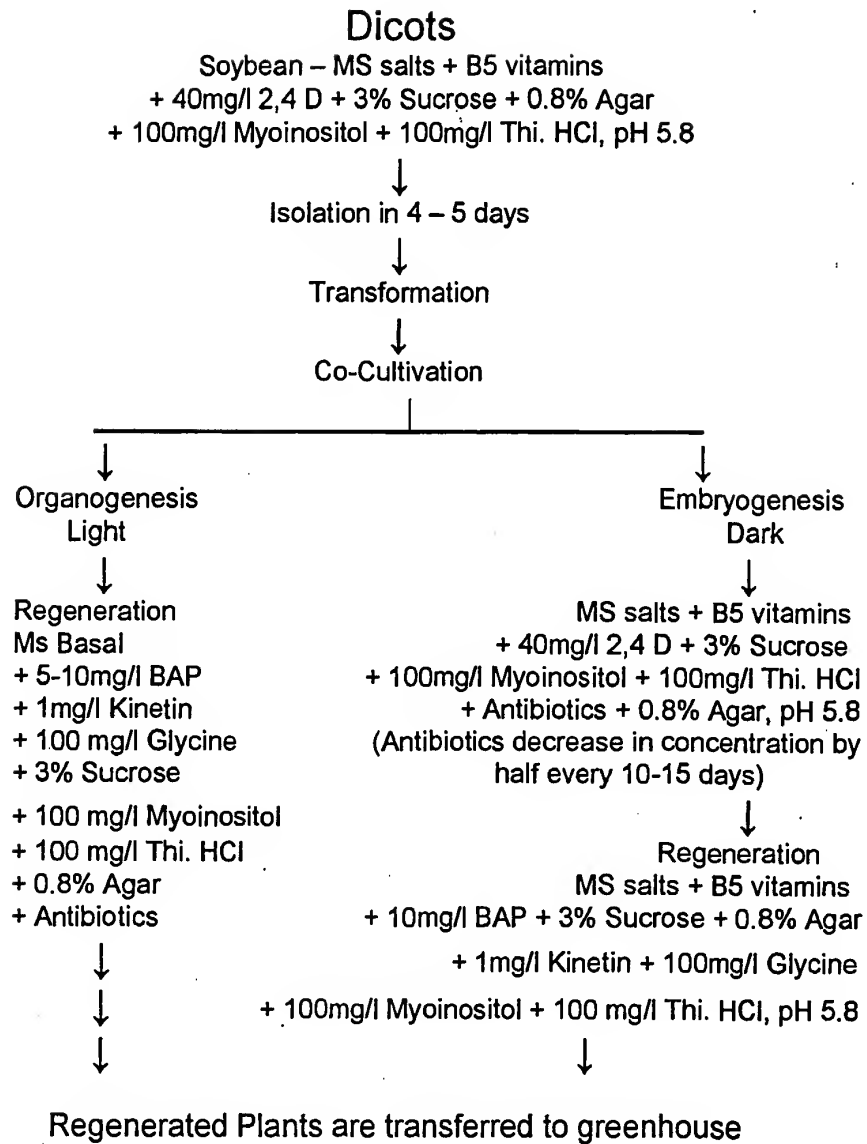 Dicots
Soybean – MS salts + B5 vitamins
+ 40mg/l 2,4 D + 3% Sucrose + 0.8% Agar
+ 100mg/l Myoinositol + 100mg/l Thi. HCl, pH 5.8
Isolation in 4 – 5 days
Transformation
Co-Cultivation
Organogenesis
Light
Regeneration
Ms Basal
+ 5-10mg/l BAP
+ 1mg/l Kinetin
+ 100 mg/l Glycine
+ 3% Sucrose
+ 100 mg/l Myoinositol
+ 100 mg/l Thi. HCl
+ 0.8% Agar
+ Antibiotics
Embryogenesis
Dark
MS salts + B5 vitamins
+ 40mg/l 2,4 D + 3% Sucrose
+ 100mg/l Myoinositol + 100mg/l Thi. HCl
+ Antibiotics + 0.8% Agar, pH 5.8
(Antibiotics decrease in concentration by
half every 10-15 days)
Regeneration
MS salts + B5 vitamins
+ 10mg/l BAP + 3% Sucrose + 0.8% Agar
+ 1mg/l Kinetin + 100mg/l Glycine
+ 100mg/l Myoinositol + 100 mg/l Thi. HCl, pH 5.8
Regenerated Plants are transferred to greenhouse